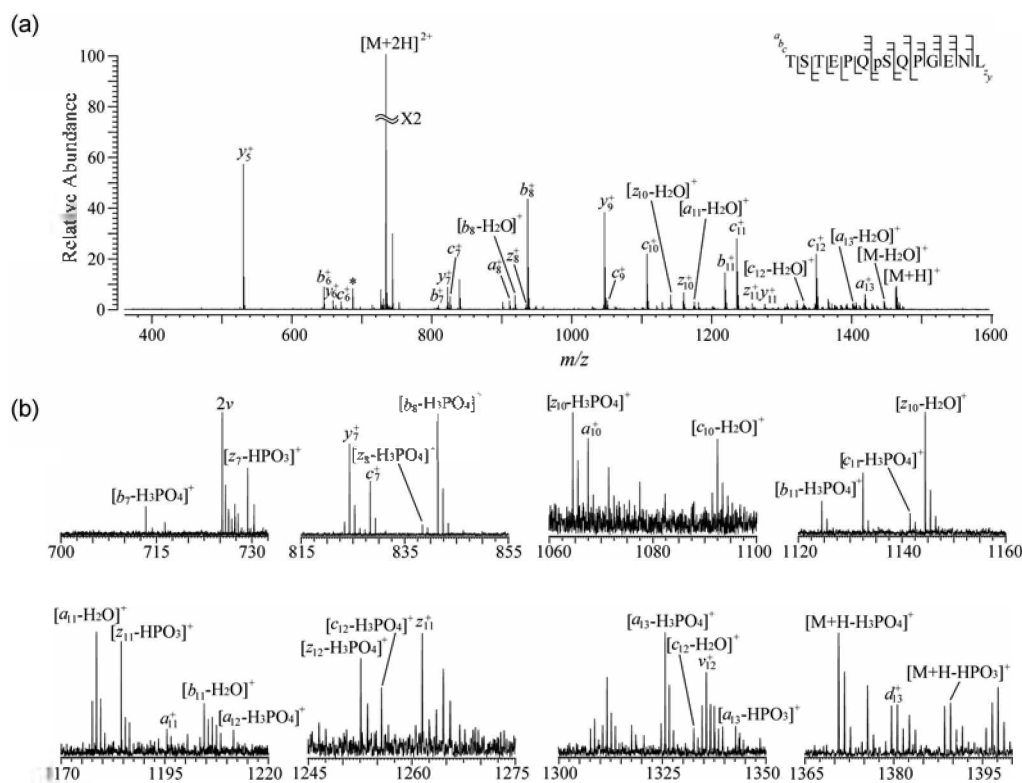 (a)
[M+2H]²⁺
X2
100
80
60
40
20
0
Relative Abundance
y₅⁺
b₆⁺
y₆⁺
c₆⁺
*
b₇⁺
y₇⁺
c₇⁺
a₈⁺
[b₈-H₂O]⁺
z₈⁺
b₈⁺
y₉⁺
c₉⁺
c₁₀⁺
[z₁₀-H₂O]⁺
z₁₀⁺
[a₁₁-H₂O]⁺
b₁₁⁺
c₁₁⁺
z₁₁⁺
y₁₁⁺
[c₁₂-H₂O]⁺
c₁₂⁺
[a₁₃-H₂O]⁺
a₁₃⁺
[M-H₂O]⁺
[M+H]⁺
a b c
TSTEPQpSQPGENL
z y
400 600 800 1000 1200 1400 1600
m/z
(b)
[b₇-H₃PO₄]⁺
2v
[z₇-HPO₃]⁺
700 715 730
y₇⁺
c₇⁺
[z₈-H₃PO₄]⁺
[b₈-H₃PO₄]⁺
815 835 855
[z₁₀-H₃PO₄]⁺
a₁₀⁺
[c₁₀-H₂O]⁺
1060 1080 1100
[b₁₁-H₃PO₄]⁺
[c₁₁-H₃PO₄]⁺
[z₁₀-H₂O]⁺
1120 1140 1160
[a₁₁-H₂O]⁺
[z₁₁-HPO₃]⁺
a₁₁⁺
[b₁₁-H₂O]⁺
[a₁₂-H₃PO₄]⁺
1170 1195 1220
[z₁₂-H₃PO₄]⁺
[c₁₂-H₃PO₄]⁺
z₁₁⁺
1245 1260 1275
[a₁₃-H₃PO₄]⁺
[c₁₂-H₂O]⁺
v₁₂⁺
[a₁₃-HPO₃]⁺
1300 1325 1350
[M+H-H₃PO₄]⁺
d₁₃⁺
[M+H-HPO₃]⁺
1365 1380 1395